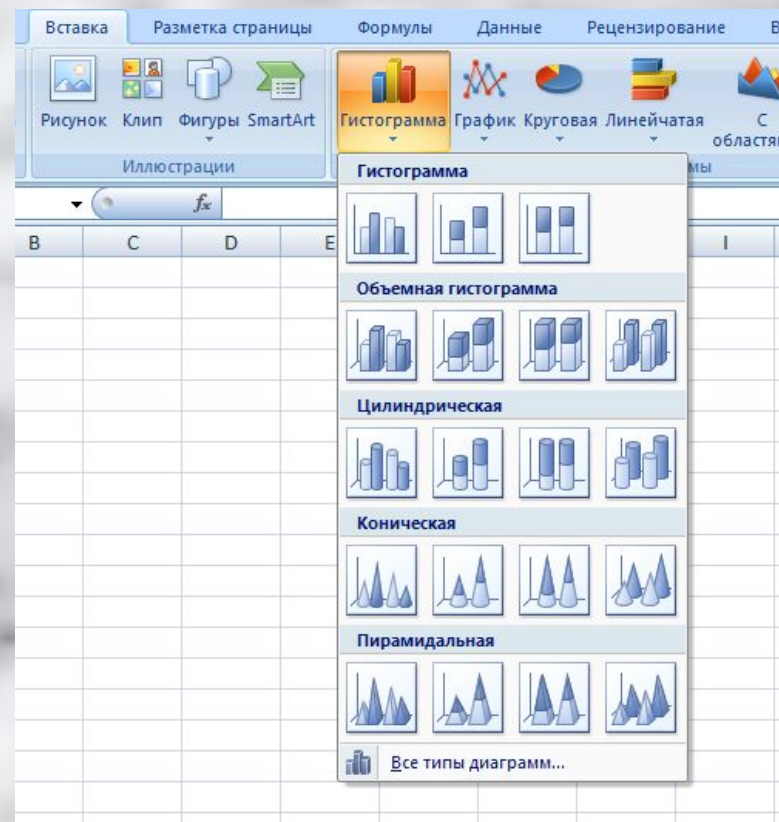 Вставка Разметка страницы Формулы Данные Рецензирование
Рисунок Клип Фигуры SmartArt Гистограмма График Круговая Линейчатая С
Иллюстрации
fx
B C D E I
Гистограмма
Объемная гистограмма
Цилиндрическая
Коническая
Пирамидальная
Все типы диаграмм...